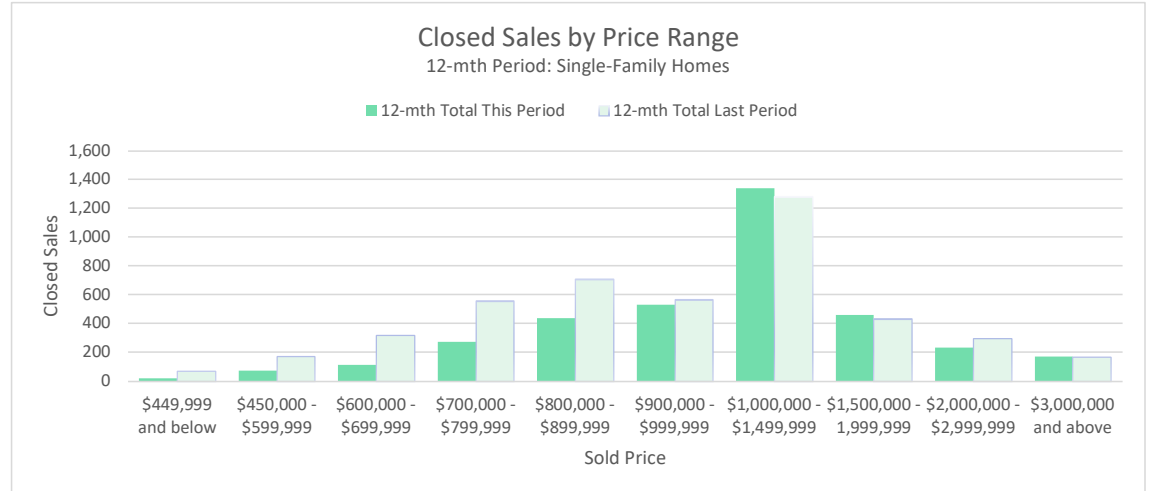 Closed Sales by Price Range
12-mth Period: Single-Family Homes
12-mth Total This Period 12-mth Total Last Period
1,600
1,400
1,200
1,000
800
600
400
200
0
Closed Sales
$449,999 and below
$450,000 - $599,999
$600,000 - $699,999
$700,000 - $799,999
$800,000 - $899,999
$900,000 - $999,999
$1,000,000 - $1,499,999
$1,500,000 - 1,999,999
$2,000,000 - $2,999,999
$3,000,000 and above
Sold Price